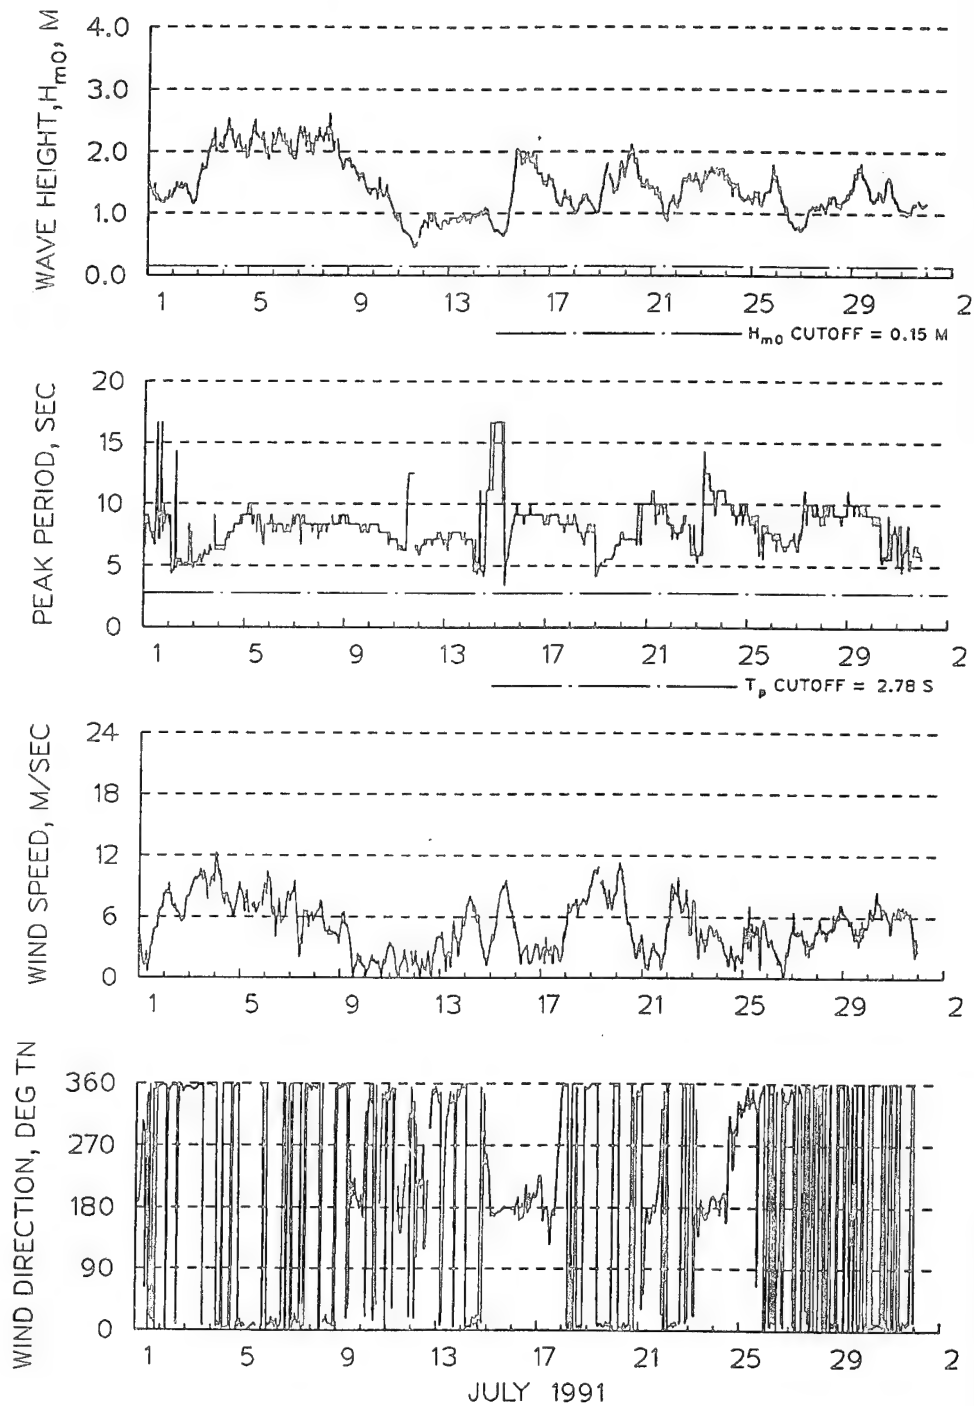 WAVE HEIGHT, Hm0, M
4.0
3.0
2.0
1.0
0.0
1 5 9 13 17 21 25 29 2
Hm0 CUTOFF = 0.15 M
PEAK PERIOD, SEC
20
15
10
5
0
1 5 9 13 17 21 25 29 2
Tp CUTOFF = 2.78 S
WIND SPEED, M/SEC
24
18
12
6
0
1 5 9 13 17 21 25 29 2
WIND DIRECTION, DEG TN
360
270
180
90
0
1 5 9 13 17 21 25 29 2
JULY 1991